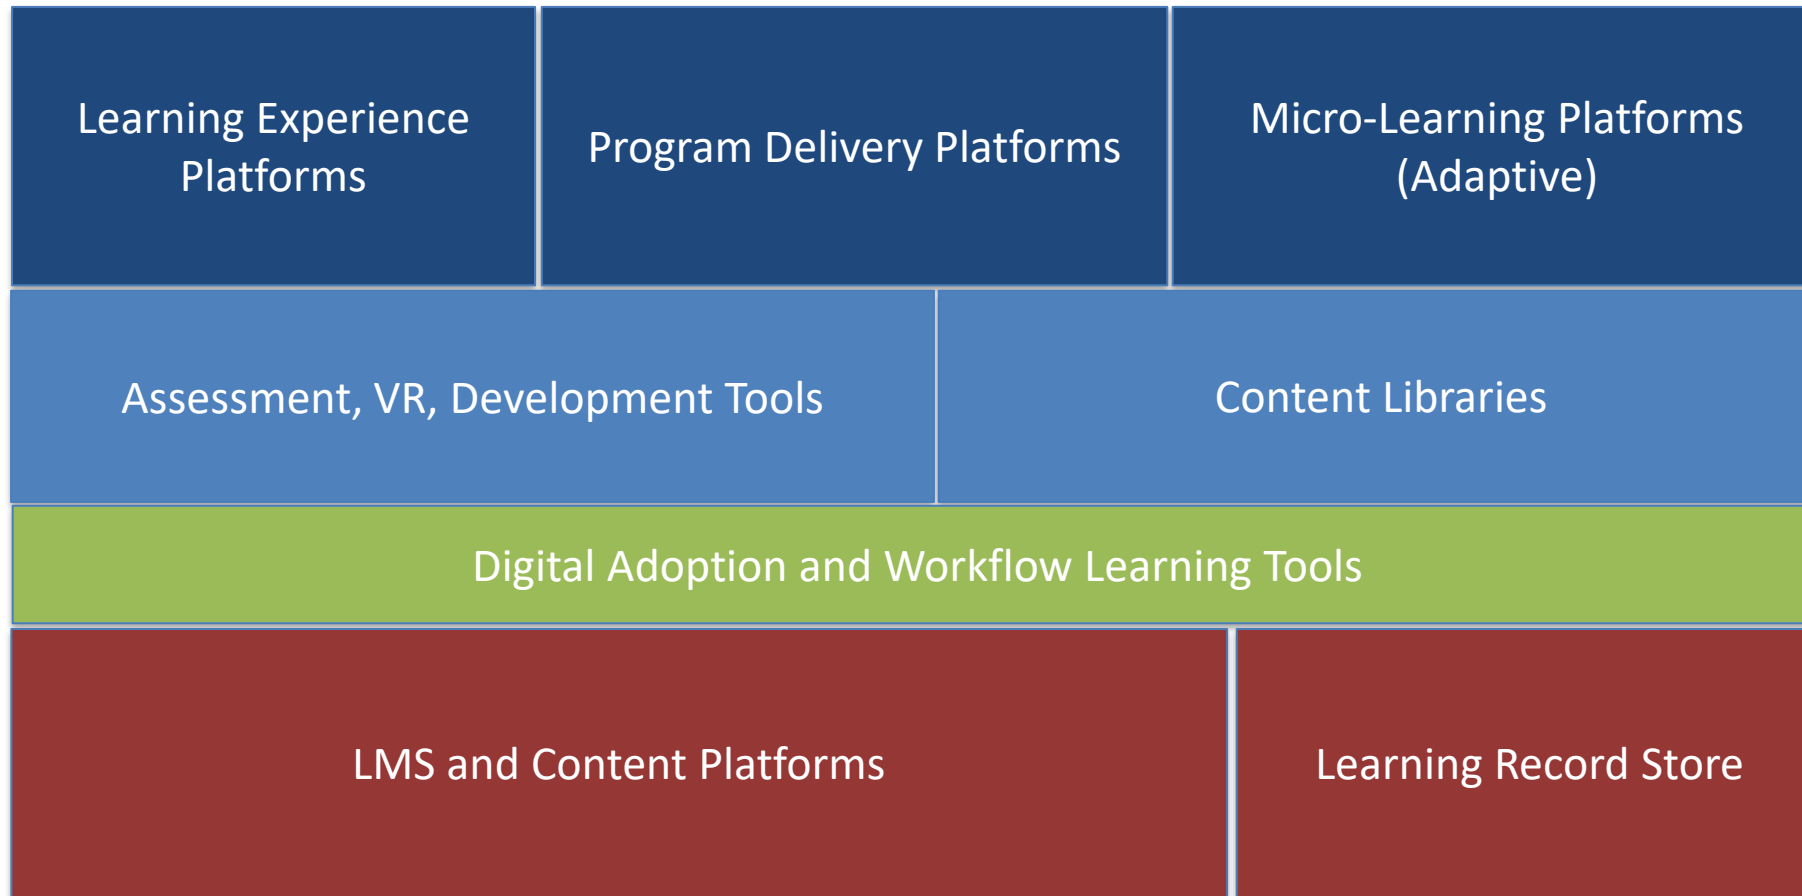 Learning Experience
Platforms
Program Delivery Platforms
Micro-Learning Platforms
(Adaptive)
Assessment, VR, Development Tools
Content Libraries
Digital Adoption and Workflow Learning Tools
LMS and Content Platforms
Learning Record Store